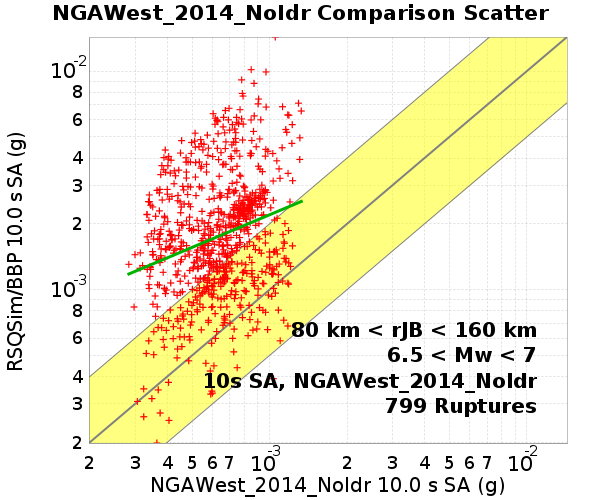 NGAWest_2014_NoIdr Comparison Scatter
RSQSim/BBP 10.0 s SA (g)
10-2
8
6
4
3
2
10-3
8
6
4
3
2
80 km < rJB < 160 km
6.5 < Mw < 7
10s SA, NGAWest_2014_NoIdr
799 Ruptures
2 3 4 5 6 7 10-3 2 3 4 5 6 7 10-2
NGAWest_2014_NoIdr 10.0 s SA (g)